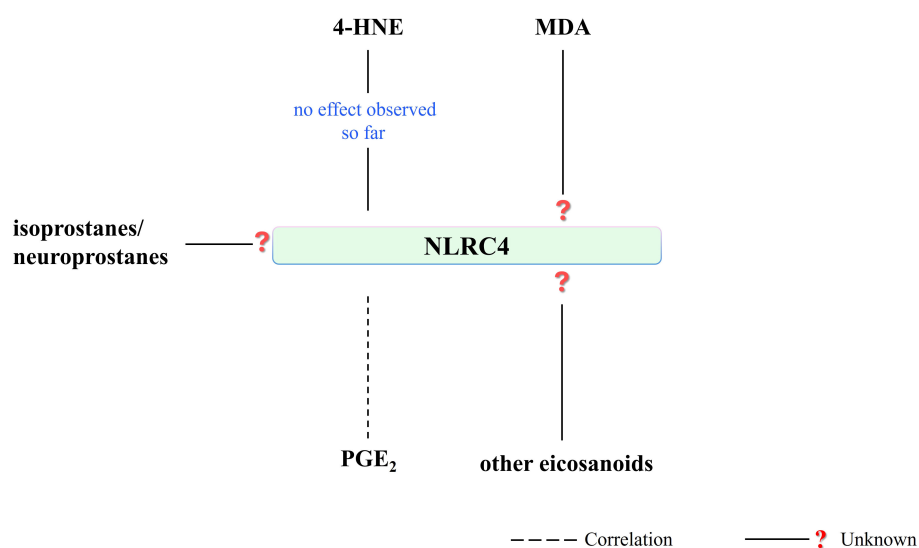 4-HNE
MDA
no effect observed
so far
?
isoprostanes/
neuroprostanes
?
NLRC4
?
PGE₂
other eicosanoids
Correlation
? Unknown